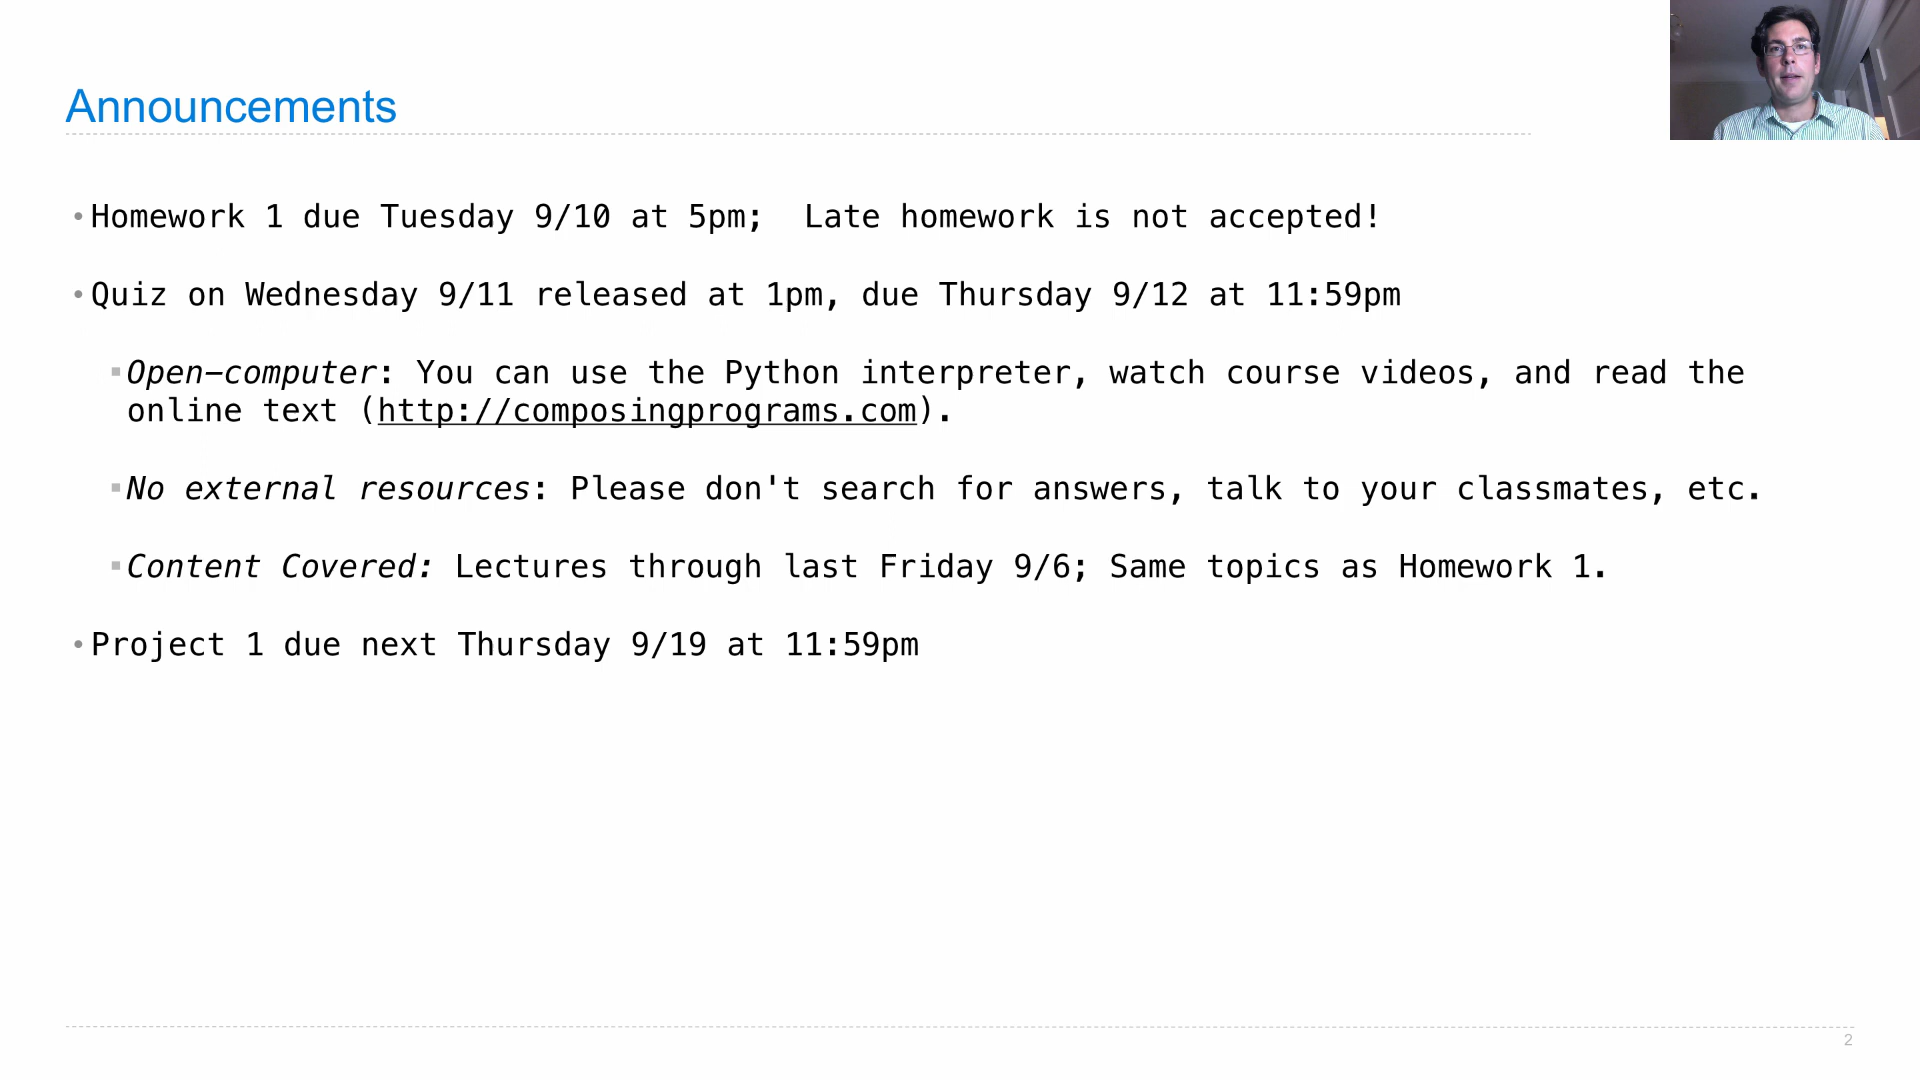 Announcements
•Homework 1 due Tuesday 9/10 at 5pm;  Late homework is not accepted!
•Quiz on Wednesday 9/11 released at 1pm, due Thursday 9/12 at 11:59pm
▪Open-computer: You can use the Python interpreter, watch course videos, and read the
online text (http://composingprograms.com).
▪No external resources: Please don't search for answers, talk to your classmates, etc.
▪Content Covered: Lectures through last Friday 9/6; Same topics as Homework 1.
•Project 1 due next Thursday 9/19 at 11:59pm
2